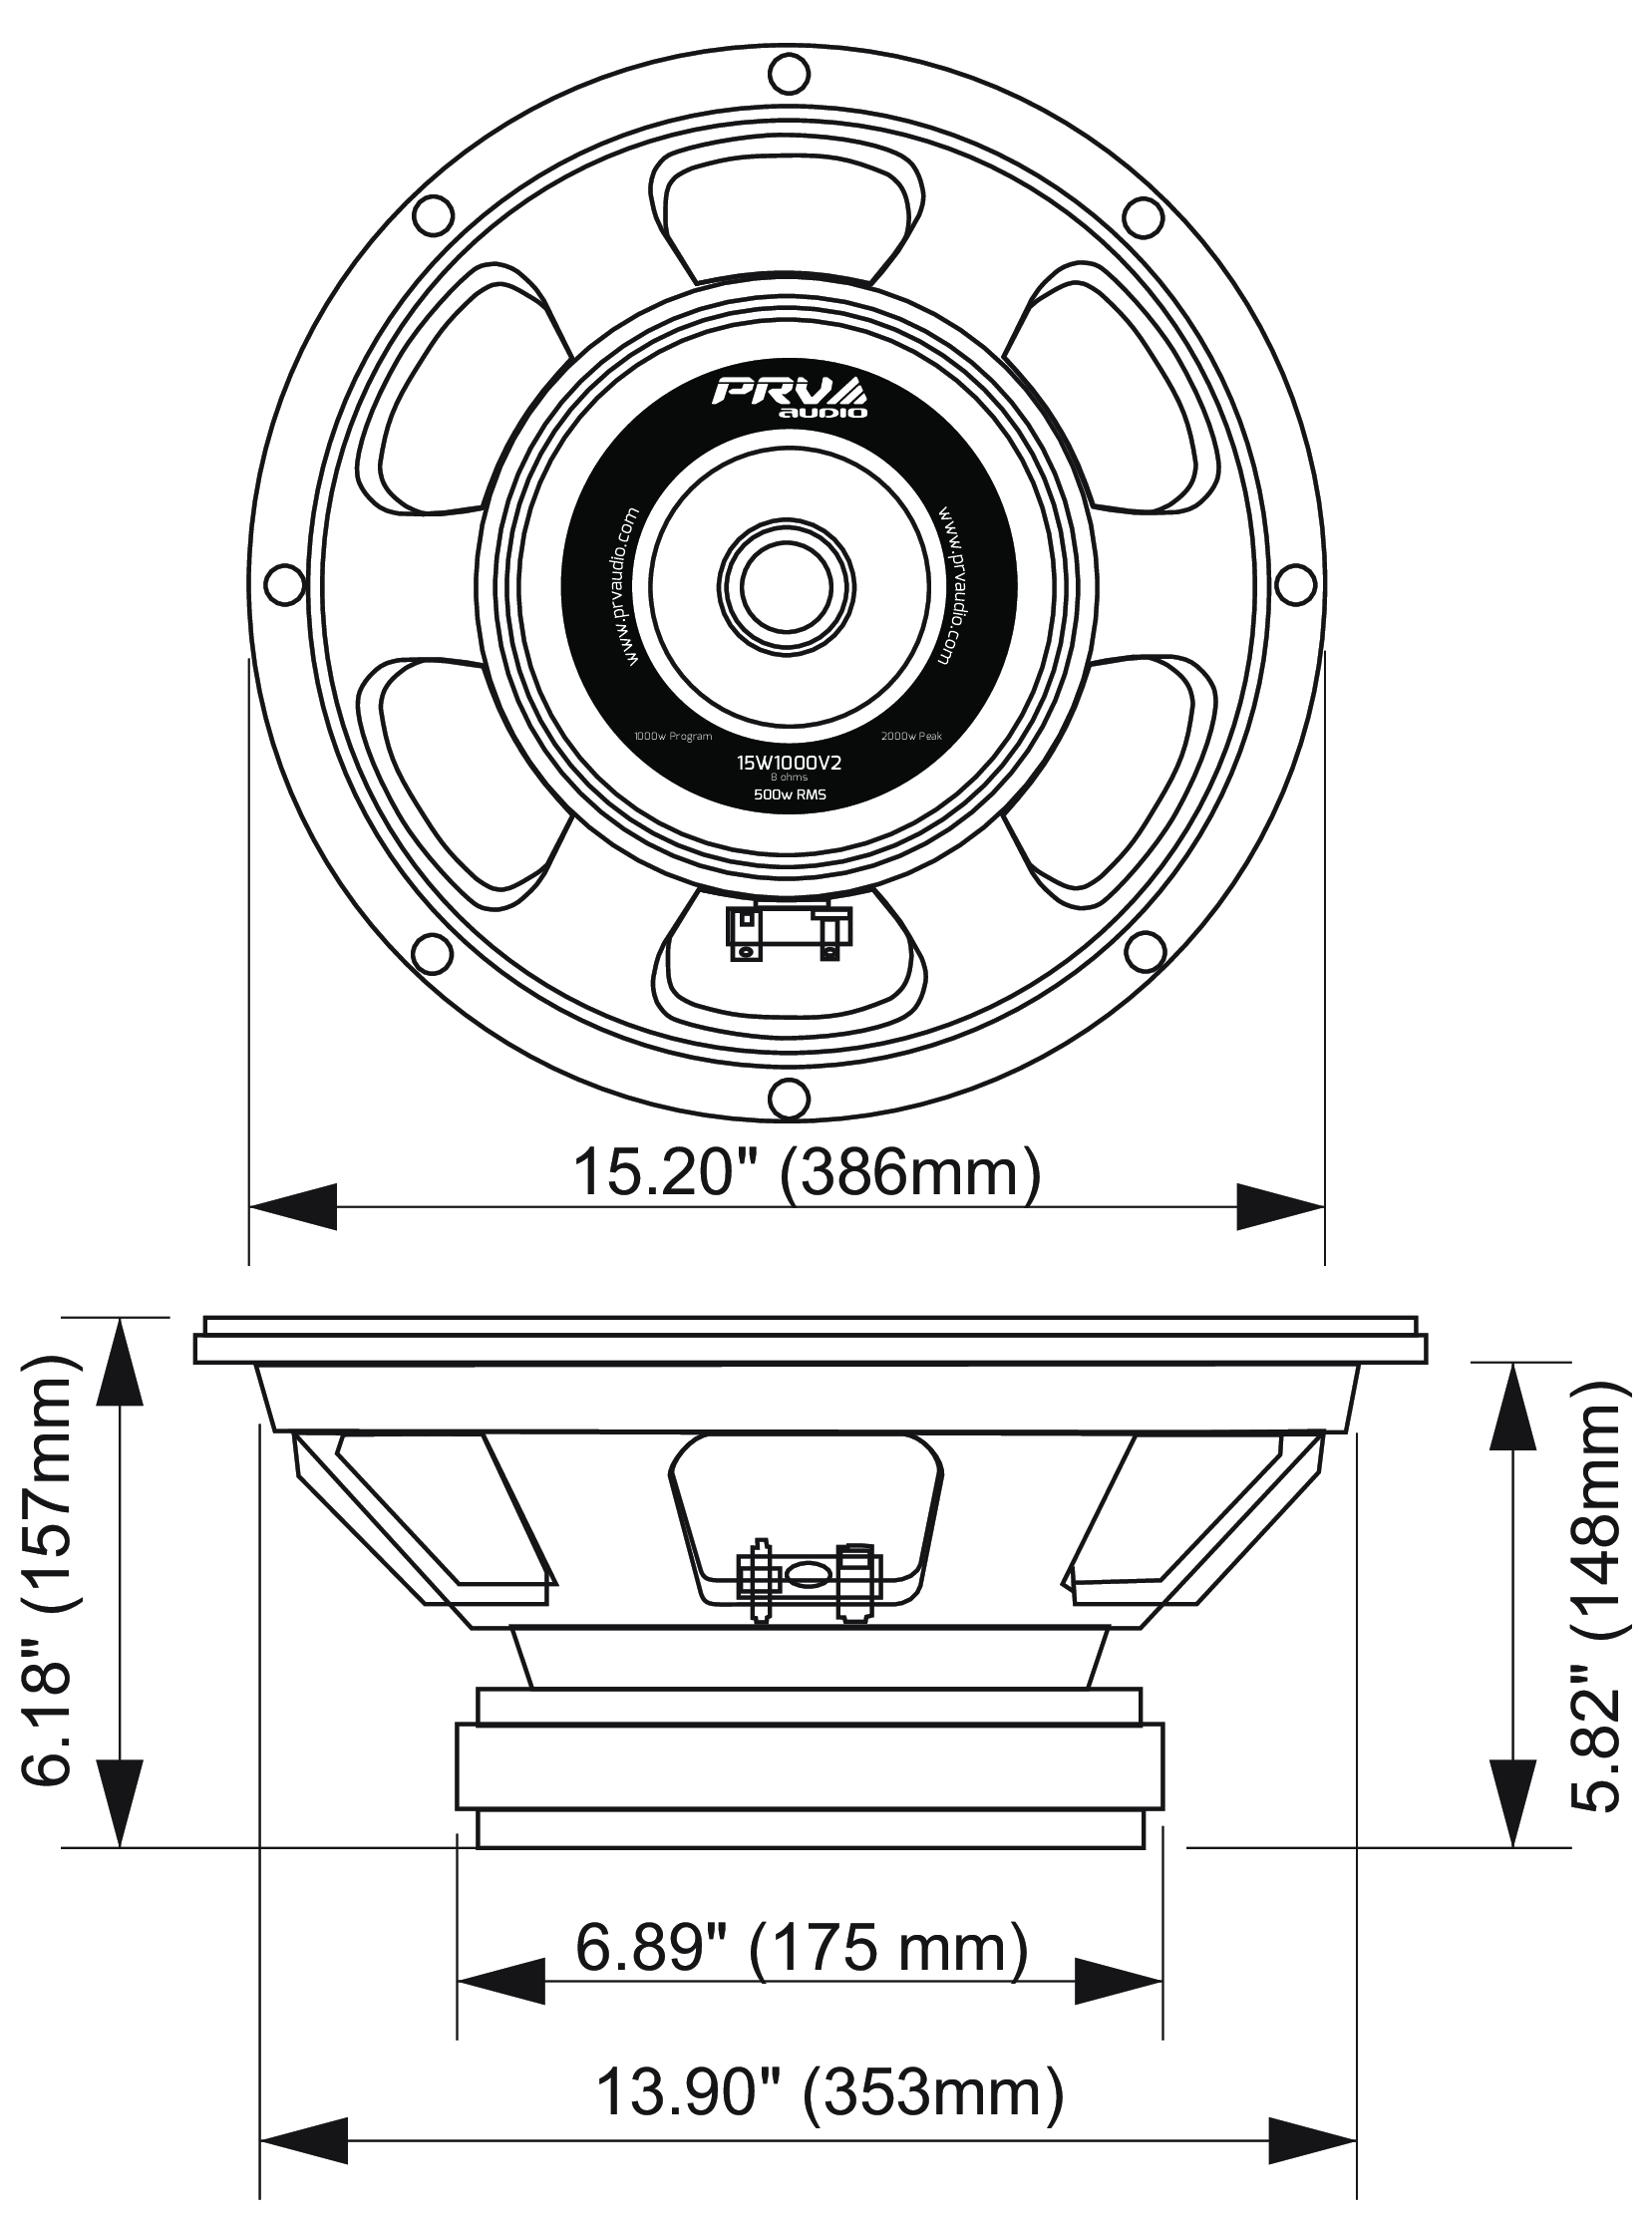 PRV
audio
www.prvaudio.com
www.prvaudio.com
1000w Program
2000w Peak
15W1000V2
8 ohms
500w RMS
15.20" (386mm)
6.18" (157mm)
5.82" (148mm)
6.89" (175 mm)
13.90" (353mm)